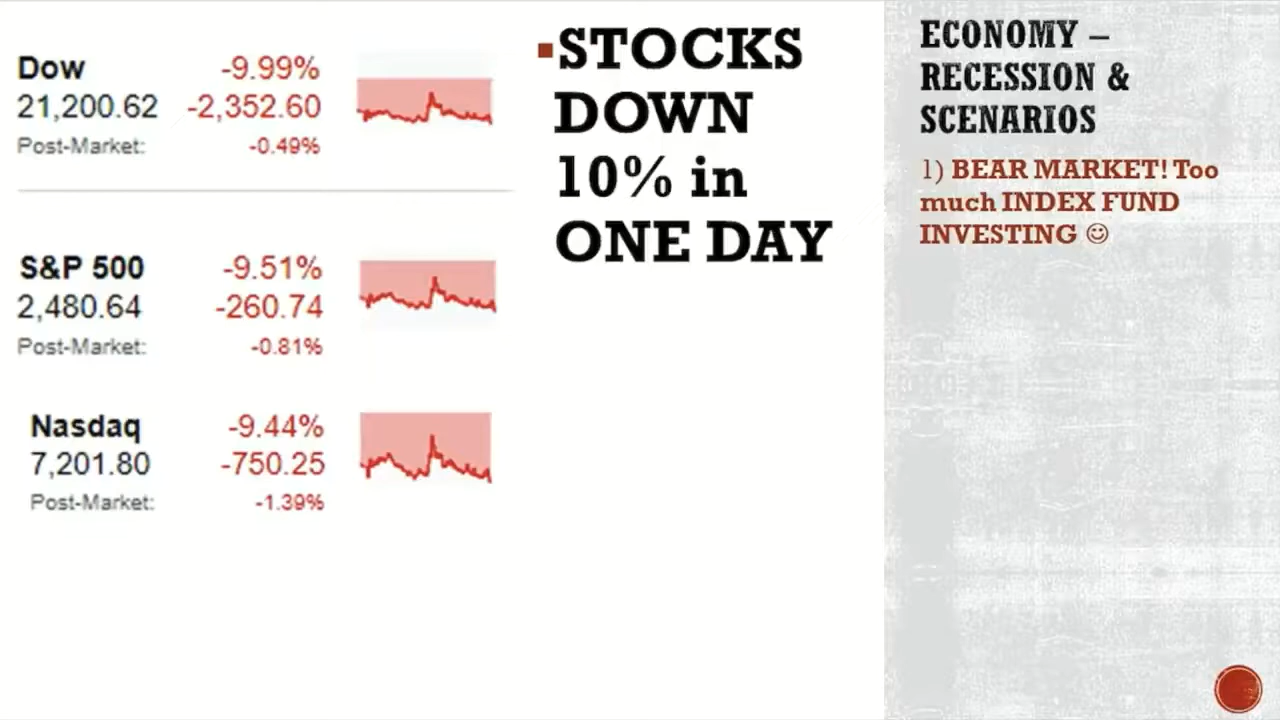 Dow -9.99%
21,200.62 -2,352.60
Post-Market: -0.49%
S&P 500 -9.51%
2,480.64 -260.74
Post-Market: -0.81%
Nasdaq -9.44%
7,201.80 -750.25
Post-Market: -1.39%
▪STOCKS
DOWN
10% in
ONE DAY
ECONOMY –
RECESSION &
SCENARIOS
1) BEAR MARKET! Too
much INDEX FUND
INVESTING ☺